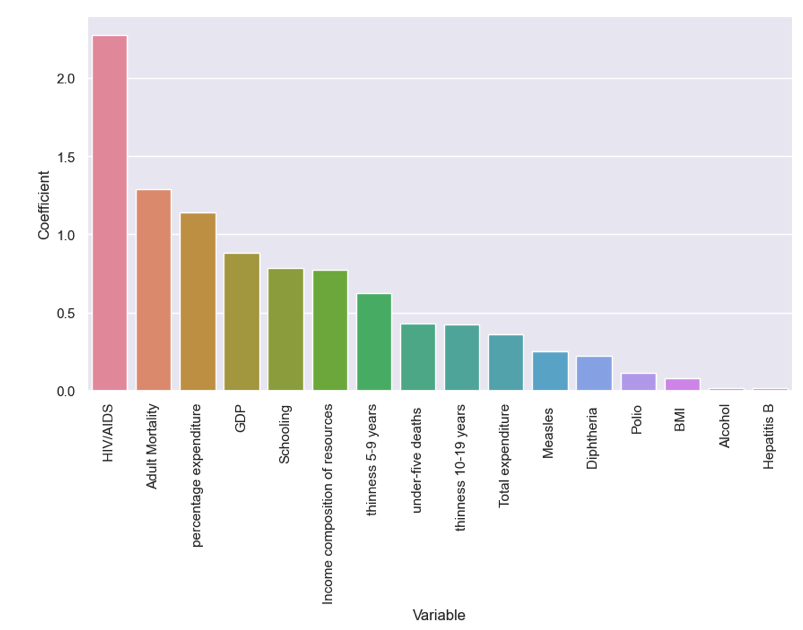 2.0
1.5
1.0
0.5
0.0
Coefficient
HIV/AIDS
Adult Mortality
percentage expenditure
GDP
Schooling
Income composition of resources
thinness 5-9 years
under-five deaths
thinness 10-19 years
Total expenditure
Measles
Diphtheria
Polio
BMI
Alcohol
Hepatitis B
Variable